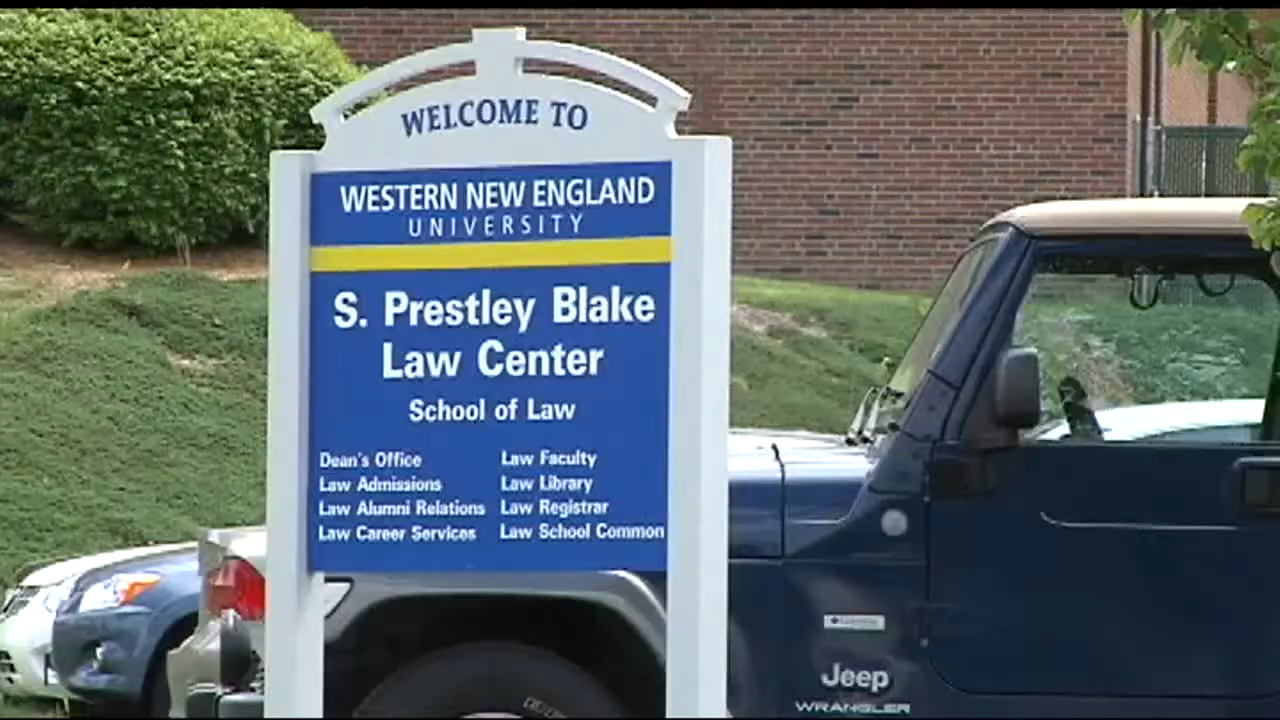 WELCOME TO
WESTERN NEW ENGLAND
UNIVERSITY
S. Prestley Blake
Law Center
School of Law
Dean's Office
Law Admissions
Law Alumni Relations
Law Career Services
Law Faculty
Law Library
Law Registrar
Law School Common
Jeep
WRANGLER